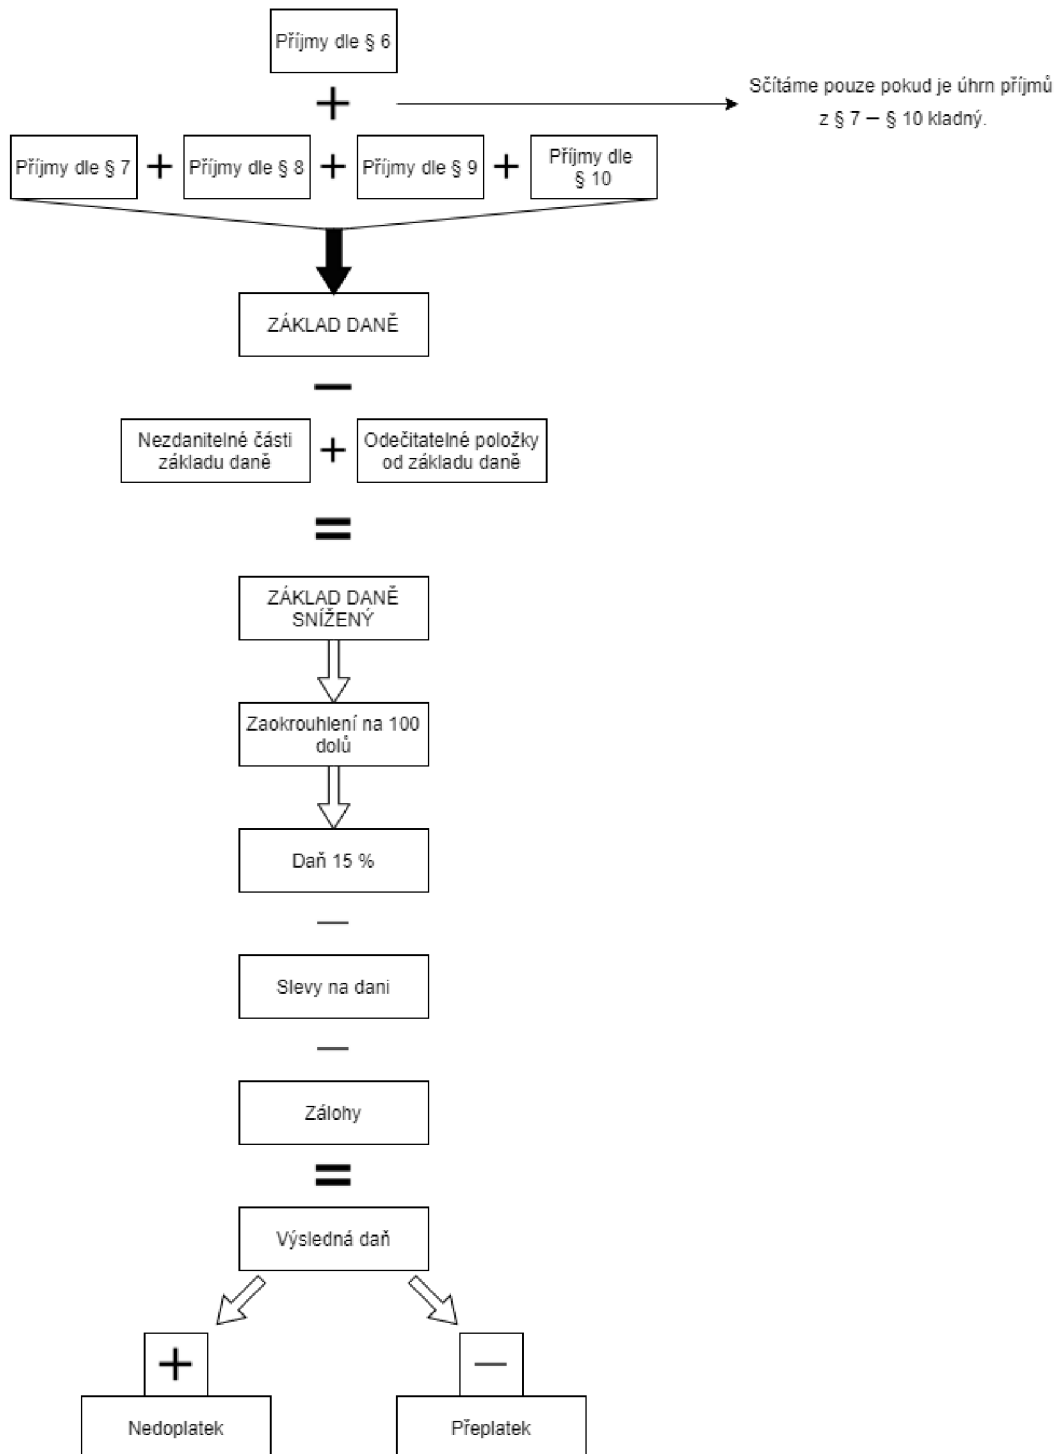 Příjmy dle § 6
+
Sčítáme pouze pokud je úhrn příjmů
z § 7 – § 10 kladný.
Příjmy dle § 7 + Příjmy dle § 8 + Příjmy dle § 9 + Příjmy dle
§ 10
ZÁKLAD DANĚ
–
Nezdanitelné části
základu daně
+
Odečitatelné položky
od základu daně
=
ZÁKLAD DANĚ
SNÍŽENÝ
Zaokrouhlení na 100
dolů
Daň 15 %
–
Slevy na dani
–
Zálohy
=
Výsledná daň
+
Nedoplatek
–
Přeplatek